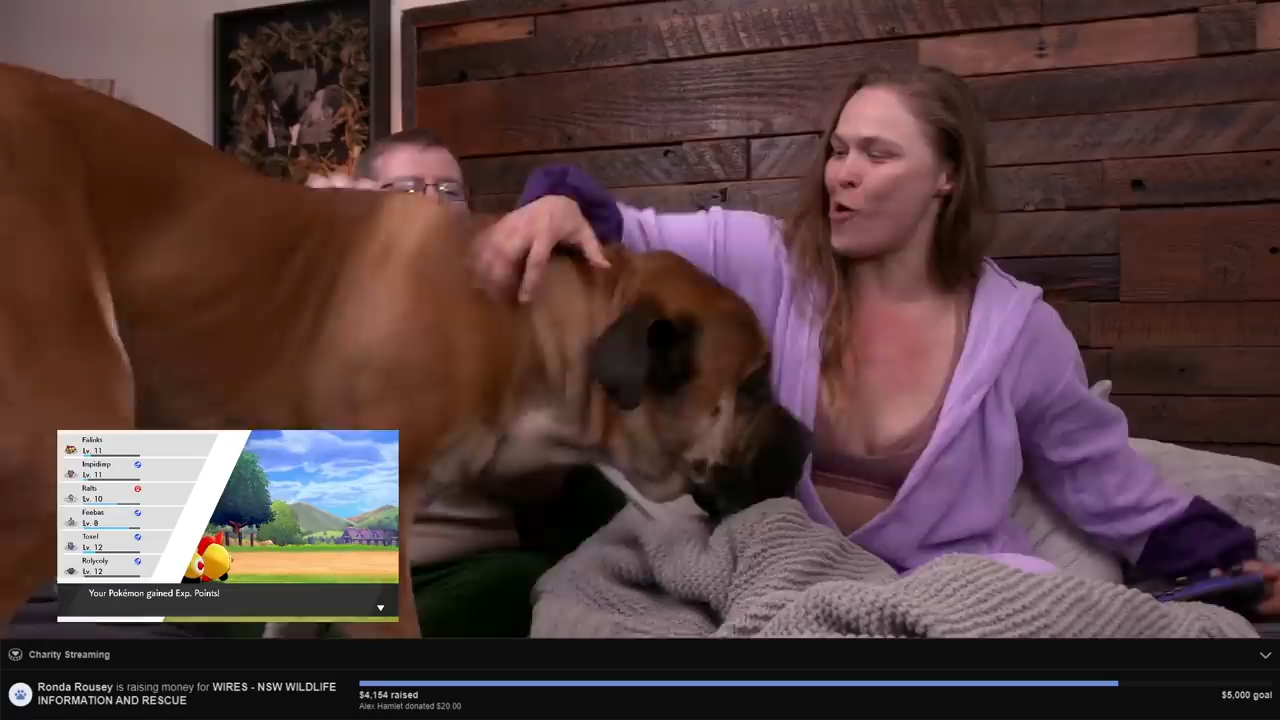 Falinks
Lv. 11
Impidimp
Lv. 11
Ralts
Lv. 10
Feebas
Lv. 8
Toxel
Lv. 12
Rolycoly
Lv. 12
Your Pokémon gained Exp. Points!
Charity Streaming
Ronda Rousey is raising money for WIRES - NSW WILDLIFE
INFORMATION AND RESCUE
$4,154 raised
$5,000 goal
Alex Hamlet donated $20.00